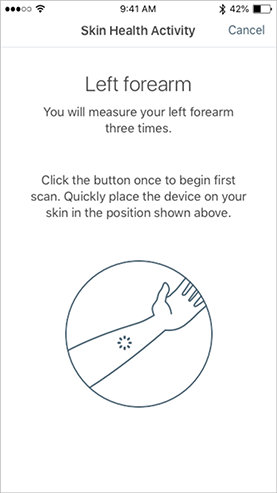 9:41 AM
42%
Skin Health Activity
Cancel
Left forearm
You will measure your left forearm
three times.
Click the button once to begin first
scan. Quickly place the device on your
skin in the position shown above.